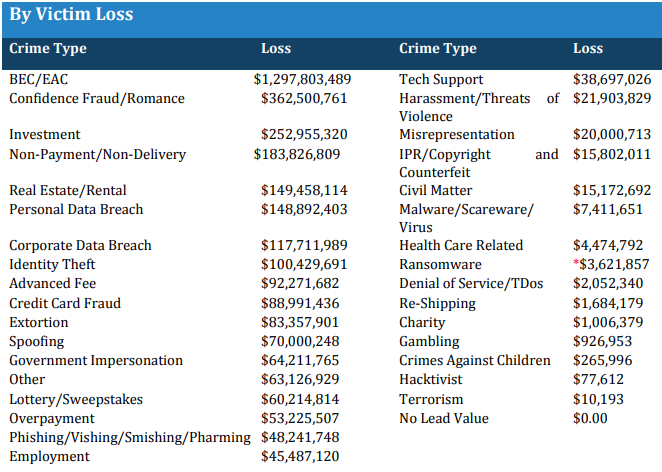 By Victim Loss
Crime Type Loss Crime Type Loss
BEC/EAC $1,297,803,489 Tech Support $38,697,026
Confidence Fraud/Romance $362,500,761 Harassment/Threats of $21,903,829
Violence
Investment $252,955,320 Misrepresentation $20,000,713
Non-Payment/Non-Delivery $183,826,809 IPR/Copyright and $15,802,011
Counterfeit
Real Estate/Rental $149,458,114 Civil Matter $15,172,692
Personal Data Breach $148,892,403 Malware/Scareware/ $7,411,651
Virus
Corporate Data Breach $117,711,989 Health Care Related $4,474,792
Identity Theft $100,429,691 Ransomware *$3,621,857
Advanced Fee $92,271,682 Denial of Service/TDos $2,052,340
Credit Card Fraud $88,991,436 Re-Shipping $1,684,179
Extortion $83,357,901 Charity $1,006,379
Spoofing $70,000,248 Gambling $926,953
Government Impersonation $64,211,765 Crimes Against Children $265,996
Other $63,126,929 Hacktivist $77,612
Lottery/Sweepstakes $60,214,814 Terrorism $10,193
Overpayment $53,225,507 No Lead Value $0.00
Phishing/Vishing/Smishing/Pharming $48,241,748
Employment $45,487,120